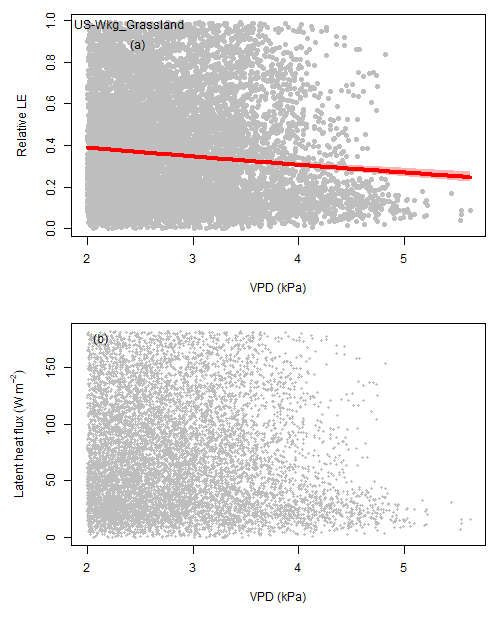 US-Wkg_Grassland
(a)
1.0
0.8
0.6
0.4
0.2
0.0
Relative LE
2 3 4 5
VPD (kPa)
(b)
150
100
50
0
Latent heat flux (W m⁻²)
2 3 4 5
VPD (kPa)